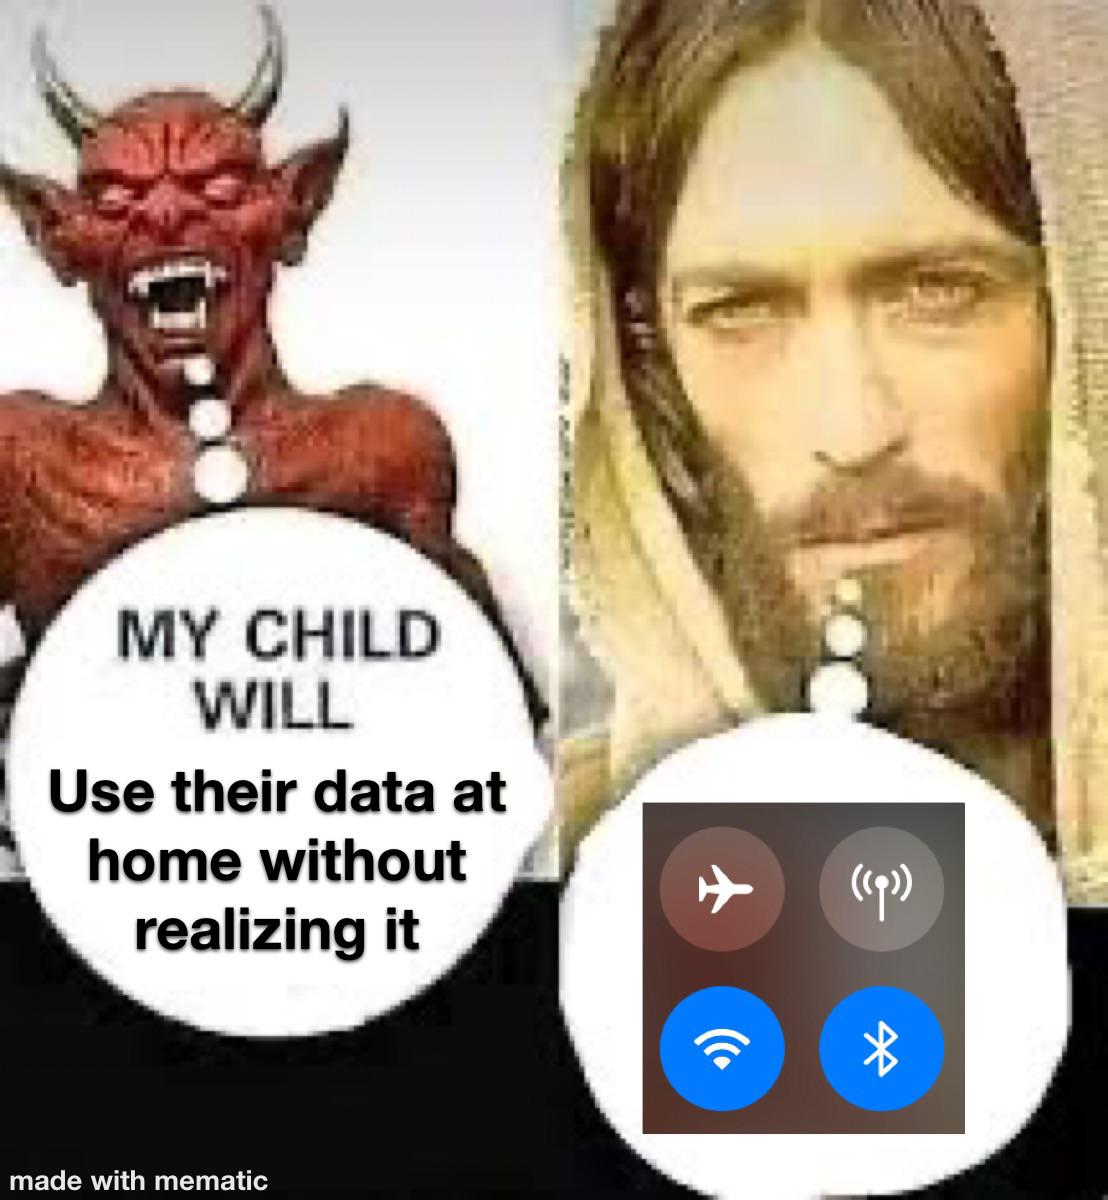 MY CHILD
WILL
Use their data at
home without
realizing it
made with mematic